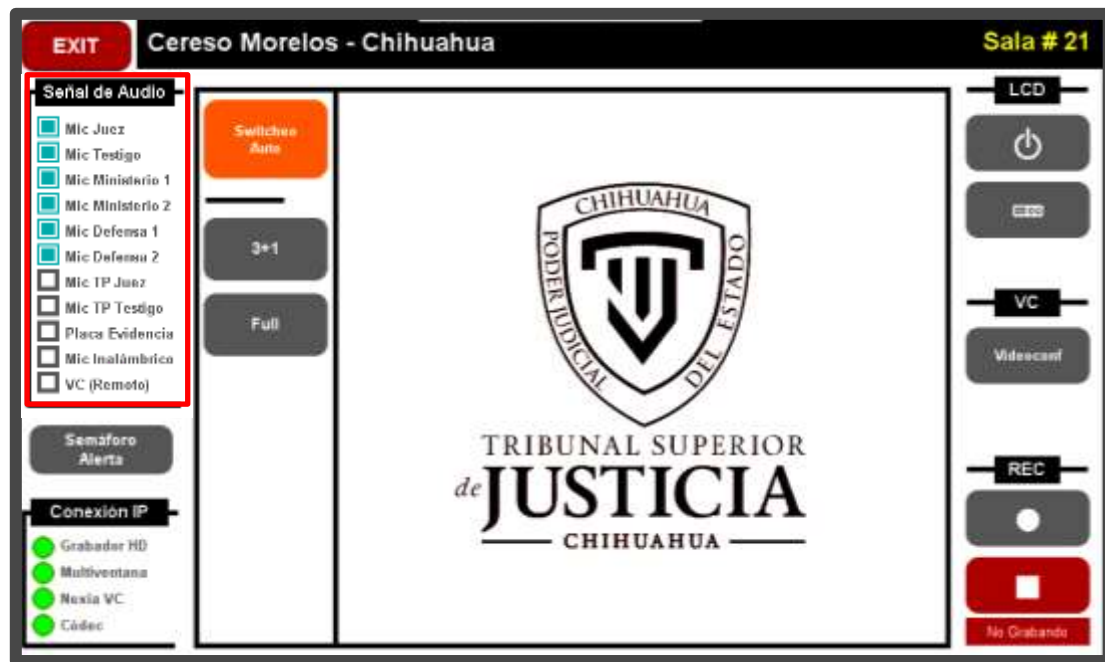 EXIT
Cereso Morelos - Chihuahua
Sala # 21
Señal de Audio
Mic Juez
Mic Testigo
Mic Ministerio 1
Mic Ministerio 2
Mic Defensa 1
Mic Defensa 2
Mic TP Juez
Mic TP Testigo
Placa Evidencia
Mic Inalámbrico
VC (Remoto)
Semáforo
Alerta
Conexión IP
Grabador HD
Multiventana
Nexia VC
Códec
Switcheo
Auto
3+1
Full
CHIHUAHUA
PODER JUDICIAL
DEL ESTADO
TRIBUNAL SUPERIOR
de JUSTICIA
CHIHUAHUA
LCD
VC
Videoconf
REC
No Grabando